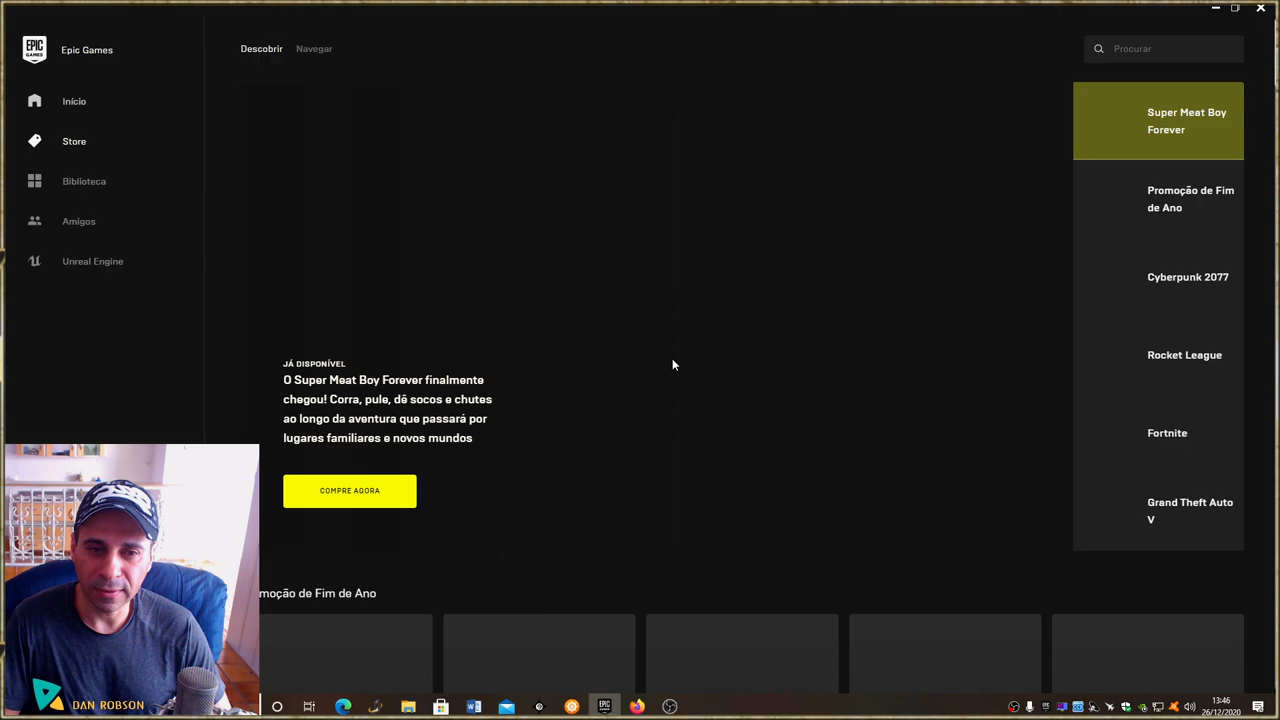 EPIC GAMES
Epic Games
Início
Store
Biblioteca
Amigos
Unreal Engine
Descobrir
Navegar
Procurar
JÁ DISPONÍVEL
O Super Meat Boy Forever finalmente
chegou! Corra, pule, dê socos e chutes
ao longo da aventura que passará por
lugares familiares e novos mundos
COMPRE AGORA
Super Meat Boy
Forever
Promoção de Fim
de Ano
Cyberpunk 2077
Rocket League
Fortnite
Grand Theft Auto
V
moção de Fim de Ano
DAN ROBSON
13:46
26/12/2020